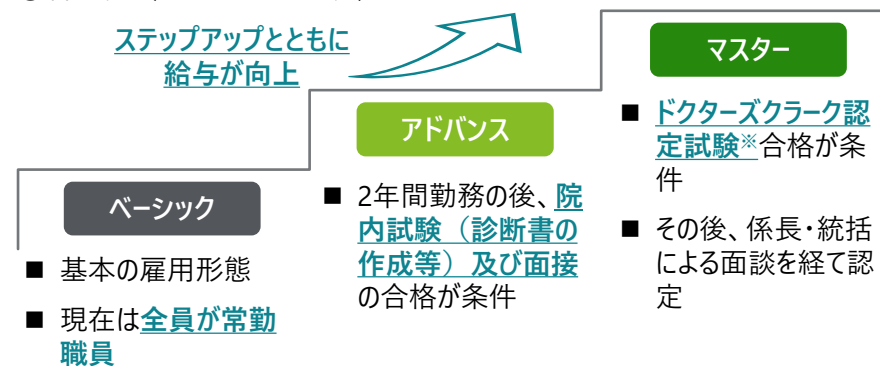 ステップアップとともに
給与が向上
マスター
■ ドクターズクラーク認
定試験※合格が条
件
■ その後、係長・統括
による面談を経て認
定
アドバンス
■ 2年間勤務の後、院
内試験（診断書の
作成等）及び面接
の合格が条件
ベーシック
■ 基本の雇用形態
■ 現在は全員が常勤
職員